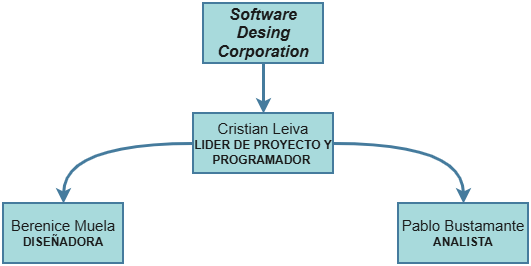 Software
Desing
Corporation
Cristian Leiva
LIDER DE PROYECTO Y
PROGRAMADOR
Berenice Muela
DISEÑADORA
Pablo Bustamante
ANALISTA